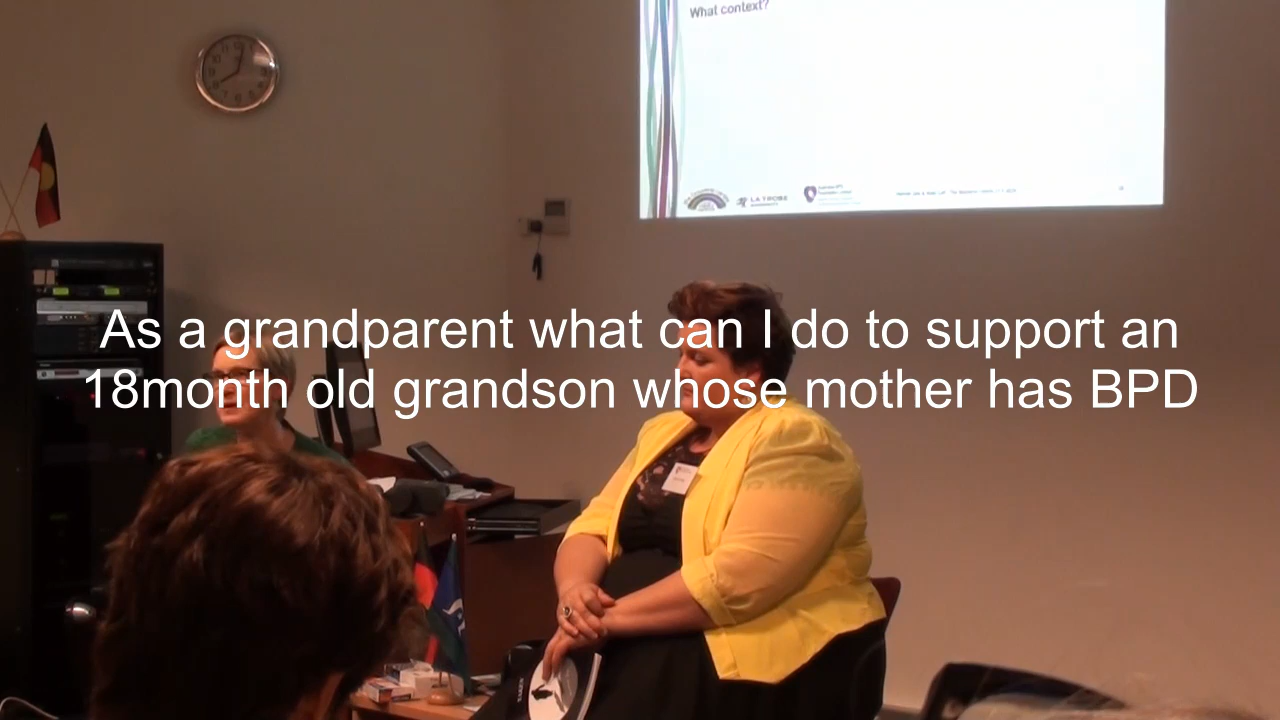 What context?
LA TROBE
As a grandparent what can I do to support an
18month old grandson whose mother has BPD